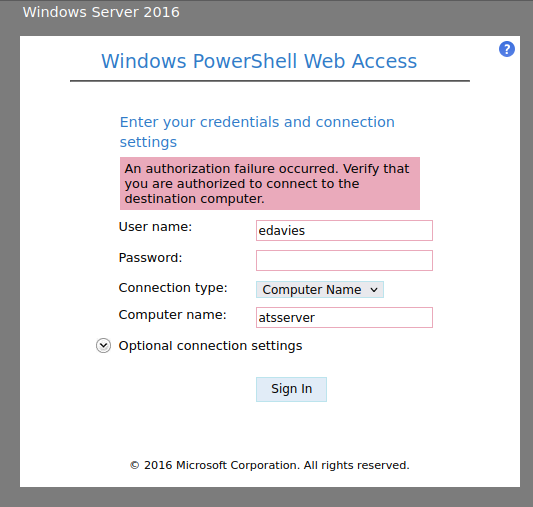 Windows Server 2016
?
Windows PowerShell Web Access
Enter your credentials and connection
settings
An authorization failure occurred. Verify that
you are authorized to connect to the
destination computer.
User name:
edavies
Password:
Connection type:
Computer Name
Computer name:
atsserver
Optional connection settings
Sign In
© 2016 Microsoft Corporation. All rights reserved.